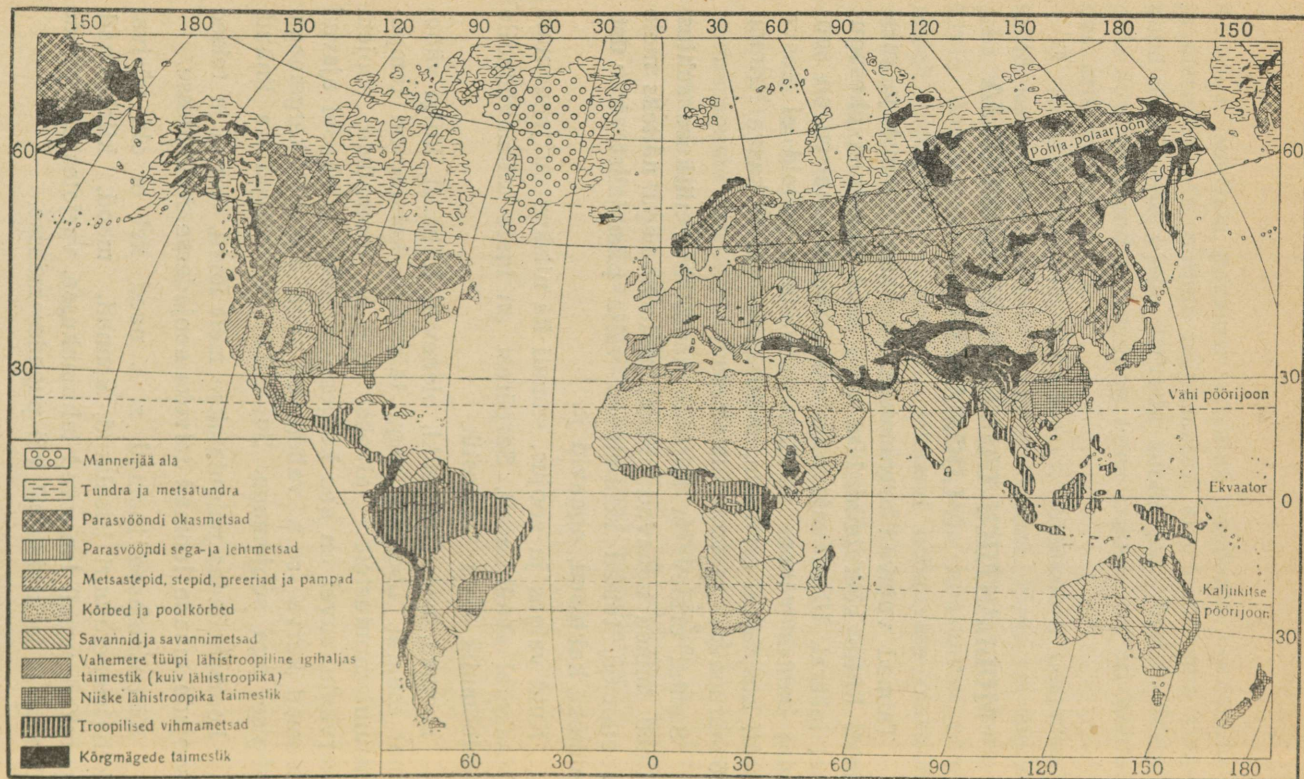 150 180 150 120 90 60 30 0 30 60 90 120 150 180 150
60
60
Põhja-polaarjoon
30
30
Vähi pöörijoon
Ekvaator
0
Kaljukitse
pöörijoon
30
Mannerjää ala
Tundra ja metsatundra
Parasvööndi okasmetsad
Parasvööndi sega-ja lehtmetsad
Metsastepid, stepid, preeriad ja pampad
Kõrbed ja poolkõrbed
Savannid ja savannimetsad
Vahemere tüüpi lähistroopiline igihaljas
taimestik (kuiv lähistroopika)
Niiske lähistroopika taimestik
Troopilised vihmametsad
Kõrgmägede taimestik
60 30 0 30 60 90 120 150 180